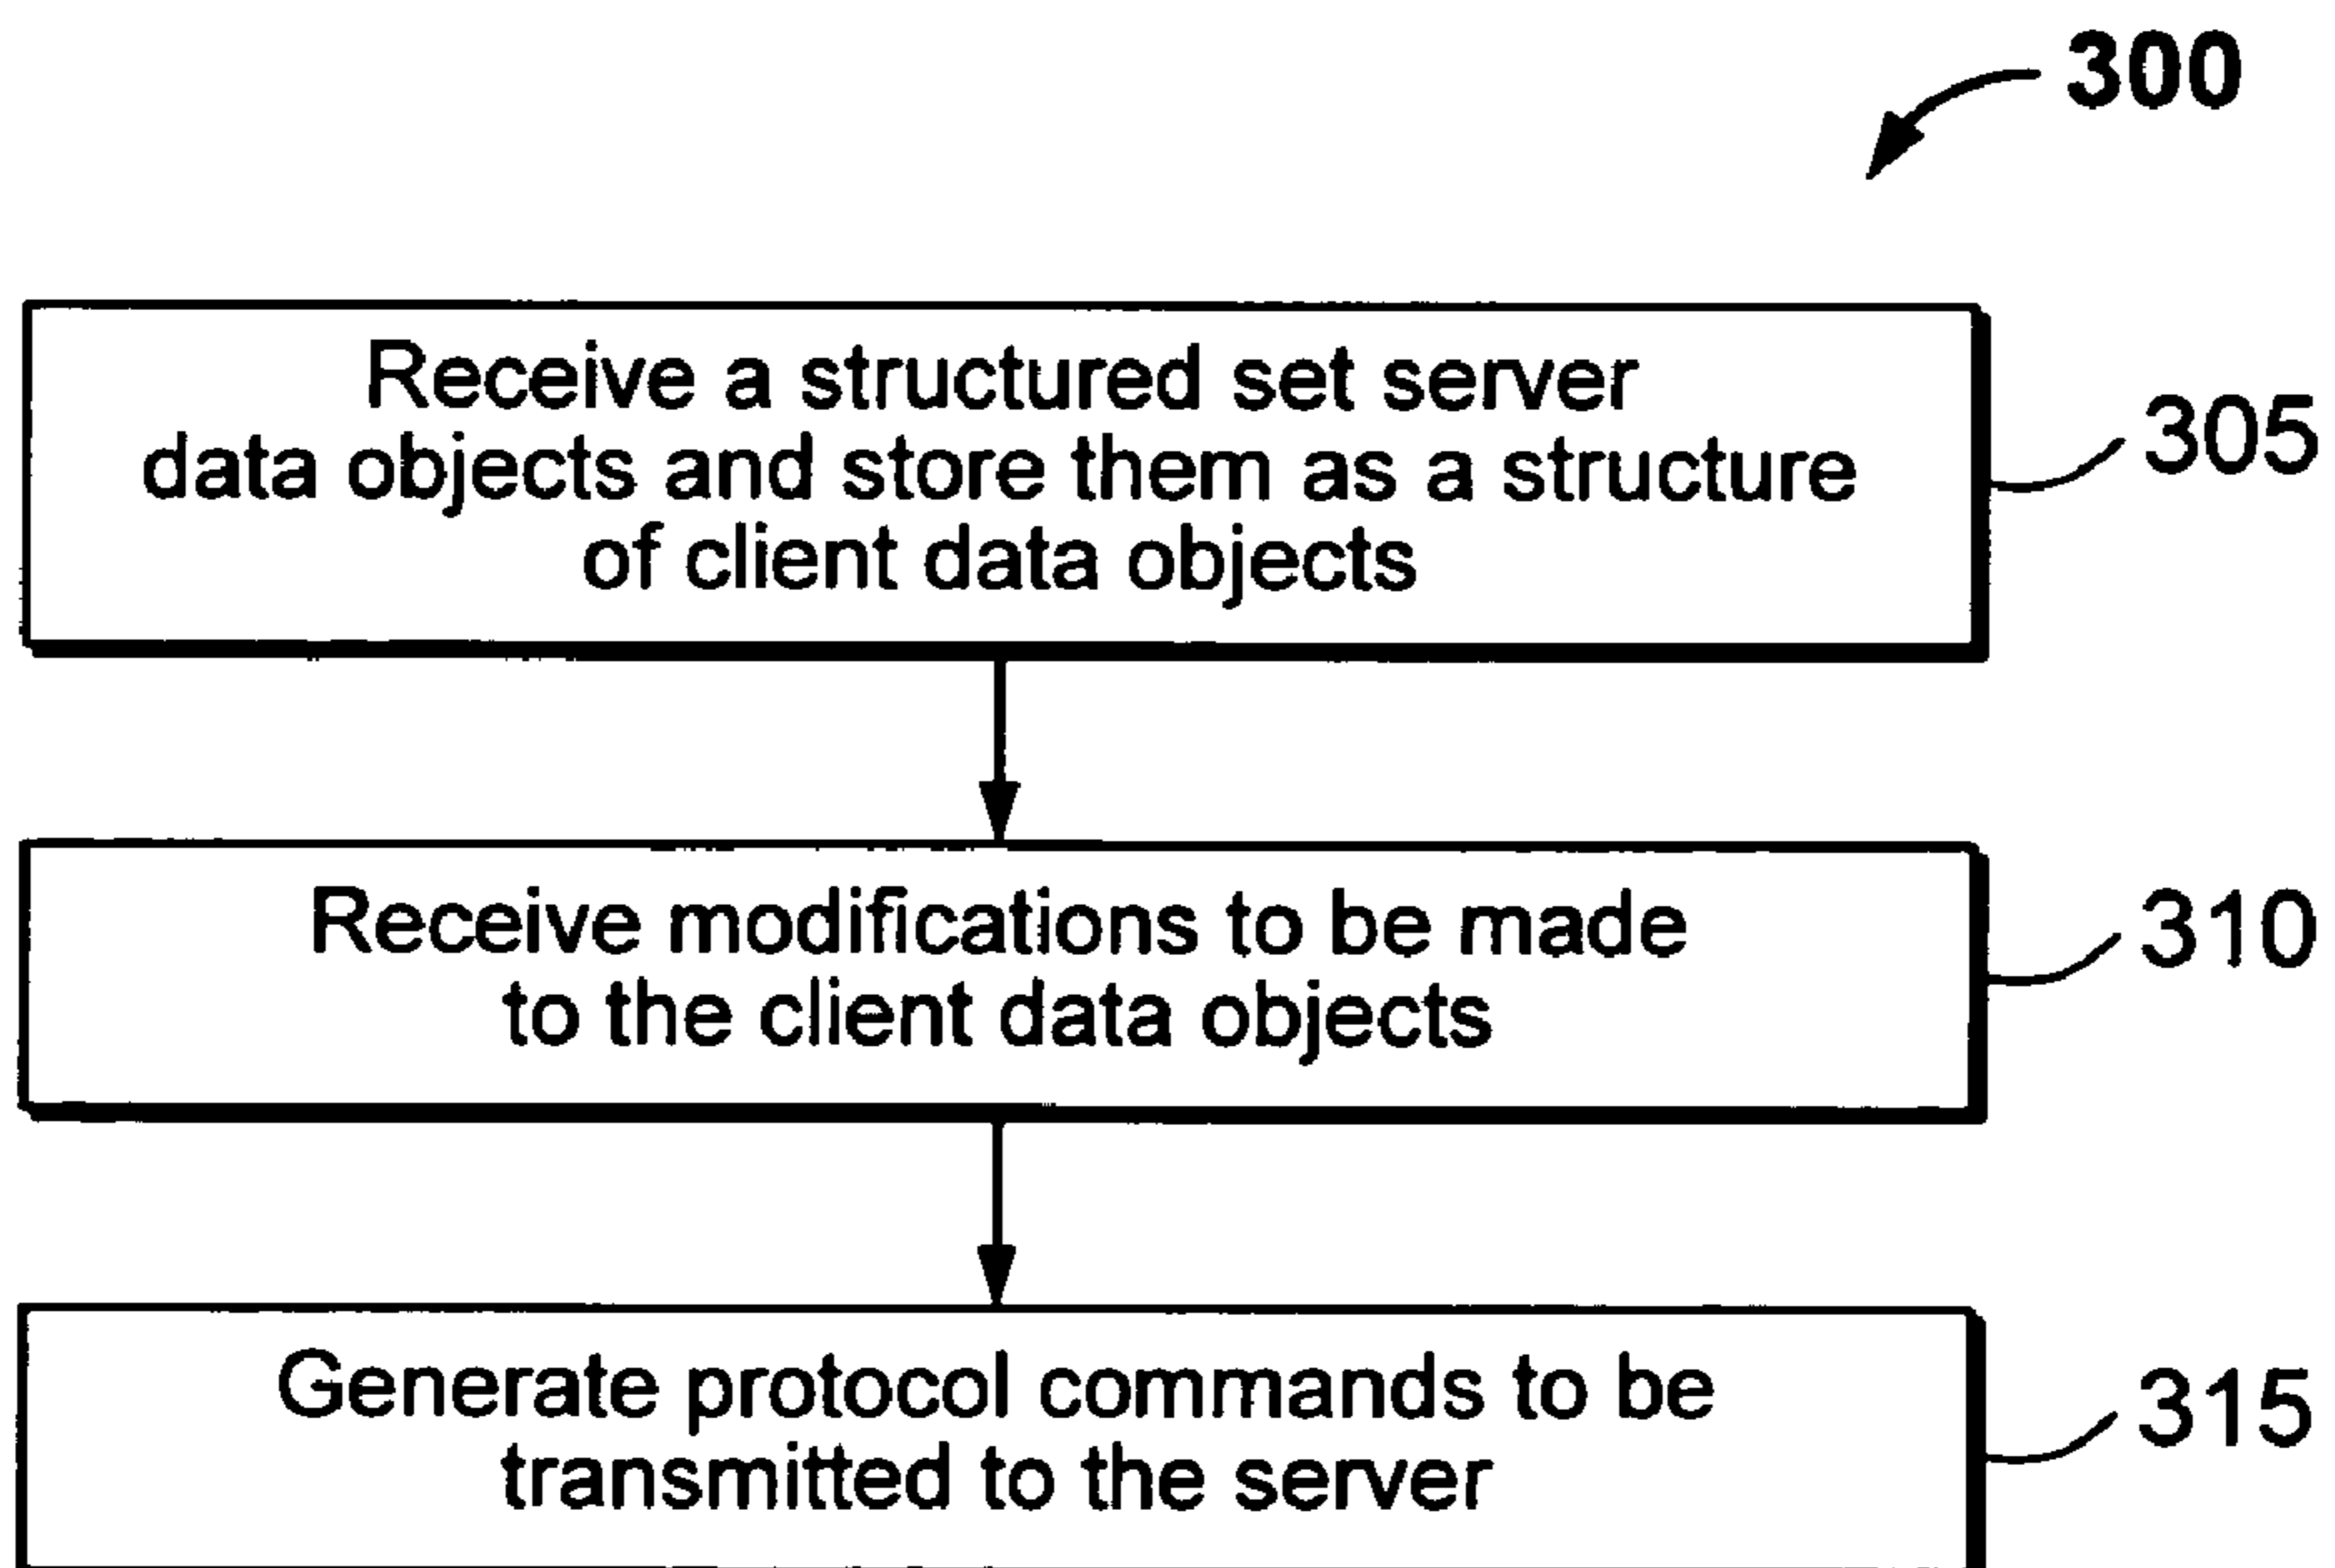 300
Receive a structured set server
data objects and store them as a structure
of client data objects
305
Receive modifications to be made
to the client data objects
310
Generate protocol commands to be
transmitted to the server
315